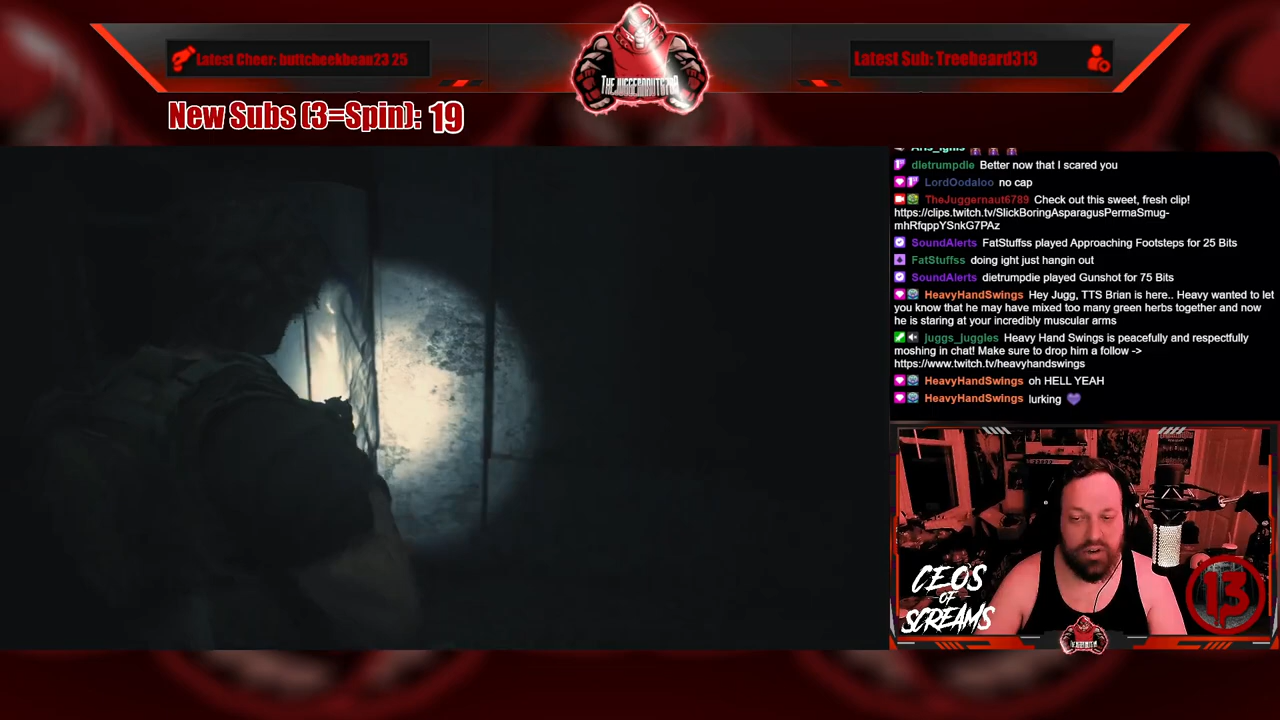 Latest Cheer: buttcheekbeau23 25
THEJUGGERNAUT6789
Latest Sub: Treebeard313
New Subs (3=Spin): 19
dietrumpdie Better now that I scared you
LordOodaloo no cap
TheJuggernaut6789 Check out this sweet, fresh clip!
https://clips.twitch.tv/SlickBoringAsparagusPermaSmug-
mhRfqppYSnkG7PAz
SoundAlerts FatStuffss played Approaching Footsteps for 25 Bits
FatStuffss doing ight just hangin out
SoundAlerts dietrumpdie played Gunshot for 75 Bits
HeavyHandSwings Hey Jugg, TTS Brian is here.. Heavy wanted to let
you know that he may have mixed too many green herbs together and now
he is staring at your incredibly muscular arms
juggs_juggles Heavy Hand Swings is peacefully and respectfully
moshing in chat! Make sure to drop him a follow ->
https://www.twitch.tv/heavyhandswings
HeavyHandSwings oh HELL YEAH
HeavyHandSwings lurking
CEOS
OF
SCREAMS
13